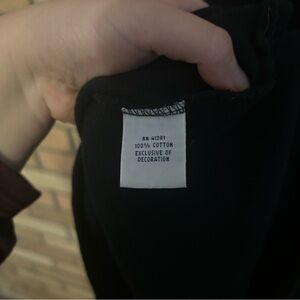 RN 41381
100% COTTON
EXCLUSIVE OF
DECORATION